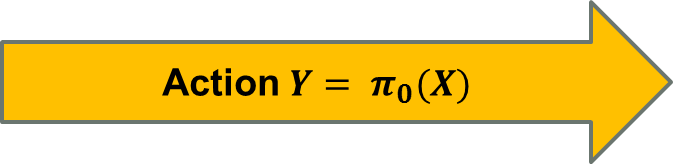 Action Y = π₀(X)